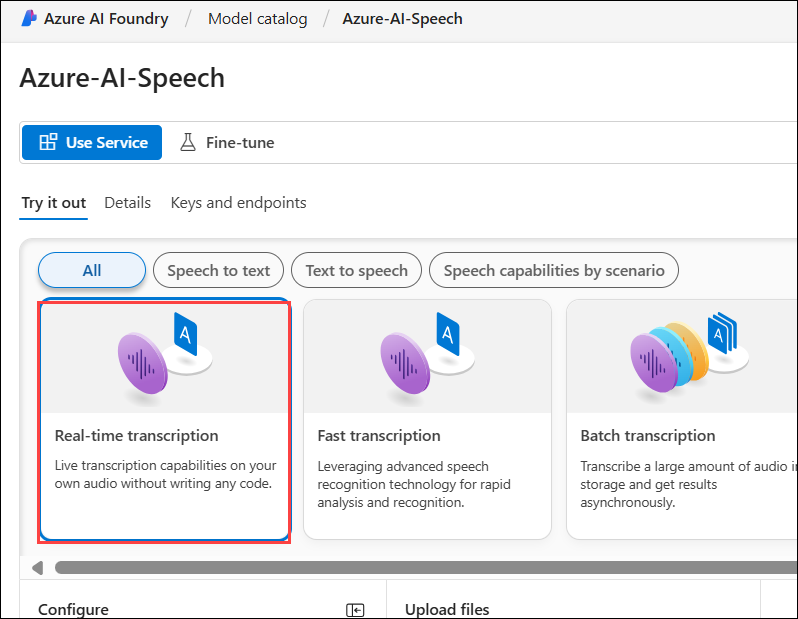 Azure AI Foundry / Model catalog / Azure-AI-Speech
Azure-AI-Speech
Use Service Fine-tune
Try it out Details Keys and endpoints
All Speech to text Text to speech Speech capabilities by scenario
A A A
Real-time transcription
Live transcription capabilities on your
own audio without writing any code.
Fast transcription
Leveraging advanced speech
recognition technology for rapid
analysis and recognition.
Batch transcription
Transcribe a large amount of audio in
storage and get results
asynchronously.
Configure
Upload files